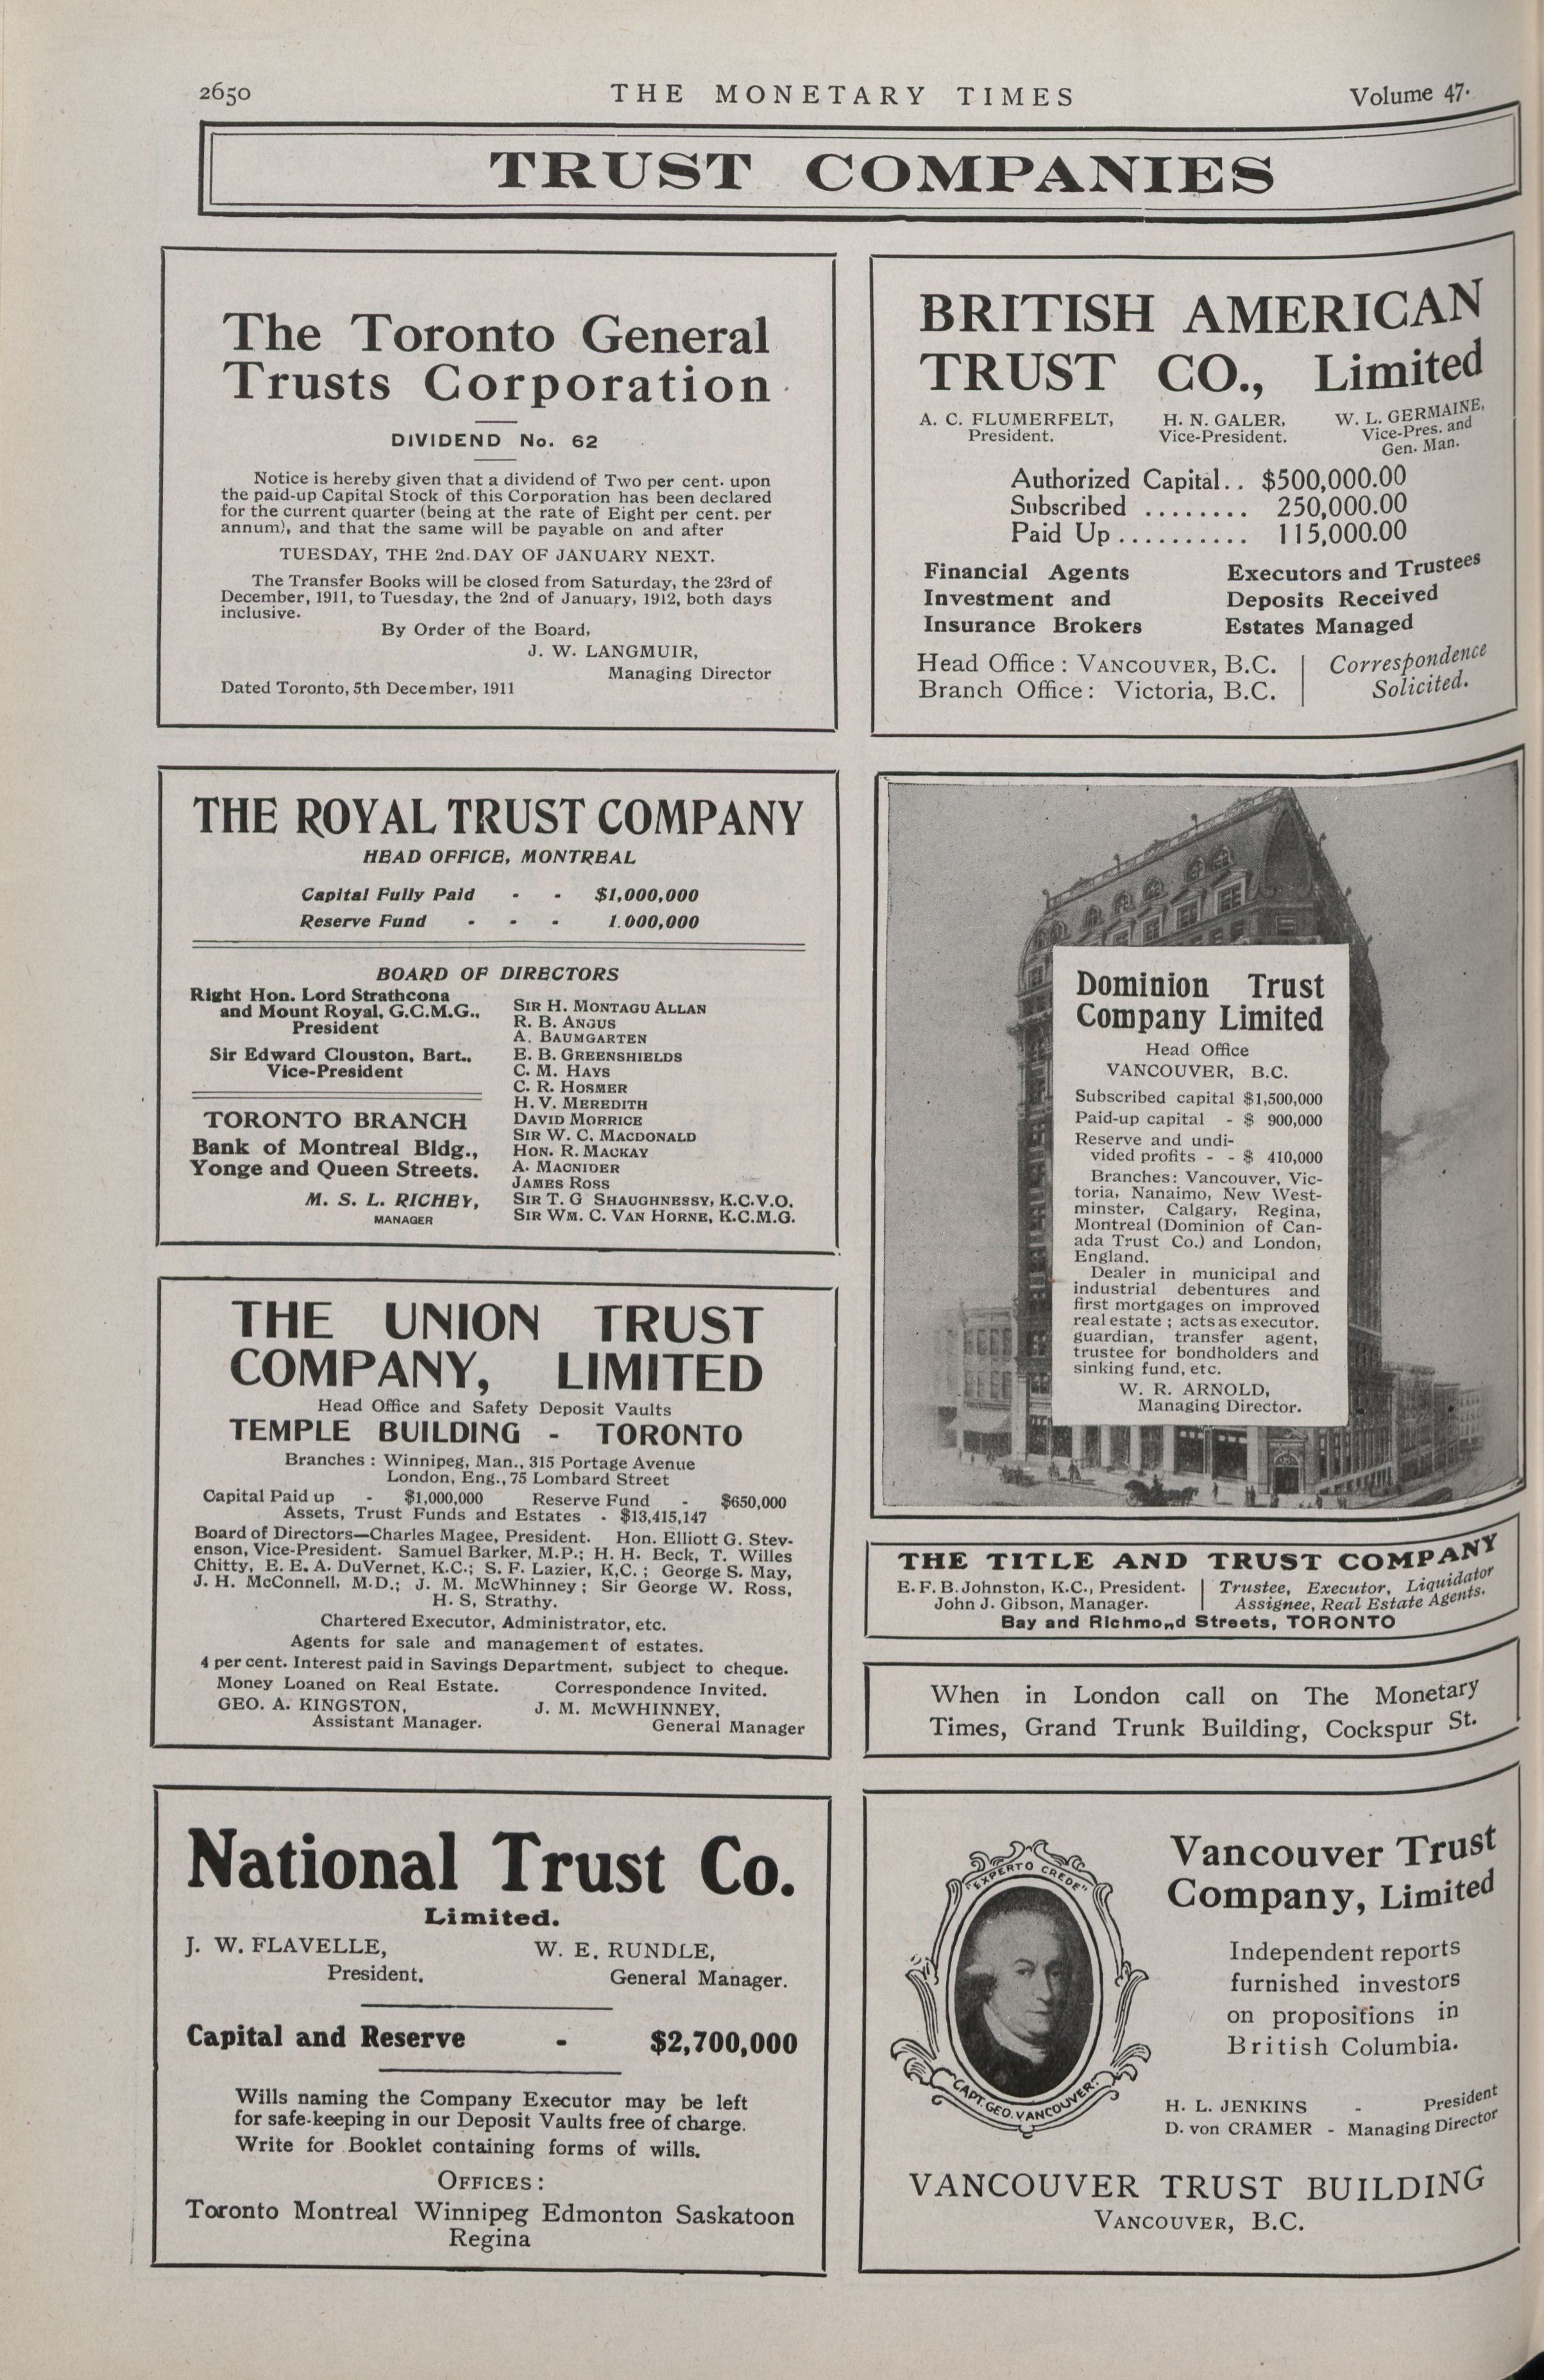 2650
THE MONETARY TIMES
Volume 47.
TRUST COMPANIES
The Toronto General
Trusts Corporation
DIVIDEND No. 62
Notice is hereby given that a dividend of Two per cent. upon
the paid-up Capital Stock of this Corporation has been declared
for the current quarter (being at the rate of Eight per cent. per
annum), and that the same will be payable on and after
TUESDAY, THE 2nd. DAY OF JANUARY NEXT.
The Transfer Books will be closed from Saturday, the 23rd of
December, 1911, to Tuesday, the 2nd of January, 1912, both days
inclusive.
By Order of the Board,
J. W. LANGMUIR,
Managing Director
Dated Toronto, 5th December, 1911
THE ROYAL TRUST COMPANY
HEAD OFFICE, MONTREAL
Capital Fully Paid - - $1,000,000
Reserve Fund - - - 1.000,000
BOARD OF DIRECTORS
Right Hon. Lord Strathcona
and Mount Royal, G.C.M.G.,
President
Sir Edward Clouston, Bart.,
Vice-President
TORONTO BRANCH
Bank of Montreal Bldg.,
Yonge and Queen Streets.
M. S. L. RICHEY,
MANAGER
SIR H. MONTAGU ALLAN
R. B. ANGUS
A. BAUMGARTEN
E. B. GREENSHIELDS
C. M. HAYS
C. R. HOSMER
H. V. MEREDITH
DAVID MORRICE
SIR W. C. MACDONALD
HON. R. MACKAY
A. MACNIDER
JAMES ROSS
SIR T. G SHAUGHNESSY, K.C.V.O.
SIR WM. C. VAN HORNE, K.C.M.G.
THE UNION TRUST
COMPANY, LIMITED
Head Office and Safety Deposit Vaults
TEMPLE BUILDING - TORONTO
Branches : Winnipeg, Man., 315 Portage Avenue
London, Eng., 75 Lombard Street
Capital Paid up - $1,000,000 Reserve Fund - $650,000
Assets, Trust Funds and Estates - $13,415,147
Board of Directors—Charles Magee, President. Hon. Elliott G. Stev-
enson, Vice-President. Samuel Barker, M.P.; H. H. Beck, T. Willes
Chitty, E. E. A. DuVernet, K.C.; S. F. Lazier, K,C. ; George S. May,
J. H. McConnell, M.D.; J. M. McWhinney ; Sir George W. Ross,
H. S, Strathy.
Chartered Executor, Administrator, etc.
Agents for sale and management of estates.
4 per cent. Interest paid in Savings Department, subject to cheque.
Money Loaned on Real Estate. Correspondence Invited.
GEO. A. KINGSTON, J. M. McWHINNEY,
Assistant Manager. General Manager
National Trust Co.
Limited.
J. W. FLAVELLE, W. E. RUNDLE,
President. General Manager.
Capital and Reserve - $2,700,000
Wills naming the Company Executor may be left
for safe-keeping in our Deposit Vaults free of charge.
Write for Booklet containing forms of wills.
OFFICES :
Toronto Montreal Winnipeg Edmonton Saskatoon
Regina
BRITISH AMERICAN
TRUST CO., Limited
A. C. FLUMERFELT, H. N. GALER, W. L. GERMAINE,
President. Vice-President. Vice-Pres. and
Gen. Man.
Authorized Capital.. $500,000.00
Subscribed ........ 250,000.00
Paid Up.......... 115,000.00
Financial Agents Executors and Trustees
Investment and Deposits Received
Insurance Brokers Estates Managed
Head Office : VANCOUVER, B.C. Correspondence
Branch Office : Victoria, B.C. Solicited.
Dominion Trust
Company Limited
Head Office
VANCOUVER, B.C.
Subscribed capital $1,500,000
Paid-up capital - $ 900,000
Reserve and undi-
vided profits - - $ 410,000
Branches: Vancouver, Vic-
toria, Nanaimo, New West-
minster, Calgary, Regina,
Montreal (Dominion of Can-
ada Trust Co.) and London,
England.
Dealer in municipal and
industrial debentures and
first mortgages on improved
real estate ; acts as executor.
guardian, transfer agent,
trustee for bondholders and
sinking fund, etc.
W. R. ARNOLD,
Managing Director.
THE TITLE AND TRUST COMPANY
E. F. B. Johnston, K.C., President. Trustee, Executor, Liquidator
John J. Gibson, Manager. Assignee, Real Estate Agents.
Bay and Richmond Streets, TORONTO
When in London call on The Monetary
Times, Grand Trunk Building, Cockspur St.
"EXPERTO CREDE"
CAPT. GEO. VANCOUVER.
Vancouver Trust
Company, Limited
Independent reports
furnished investors
on propositions in
British Columbia.
H. L. JENKINS - President
D. von CRAMER - Managing Director
VANCOUVER TRUST BUILDING
VANCOUVER, B.C.